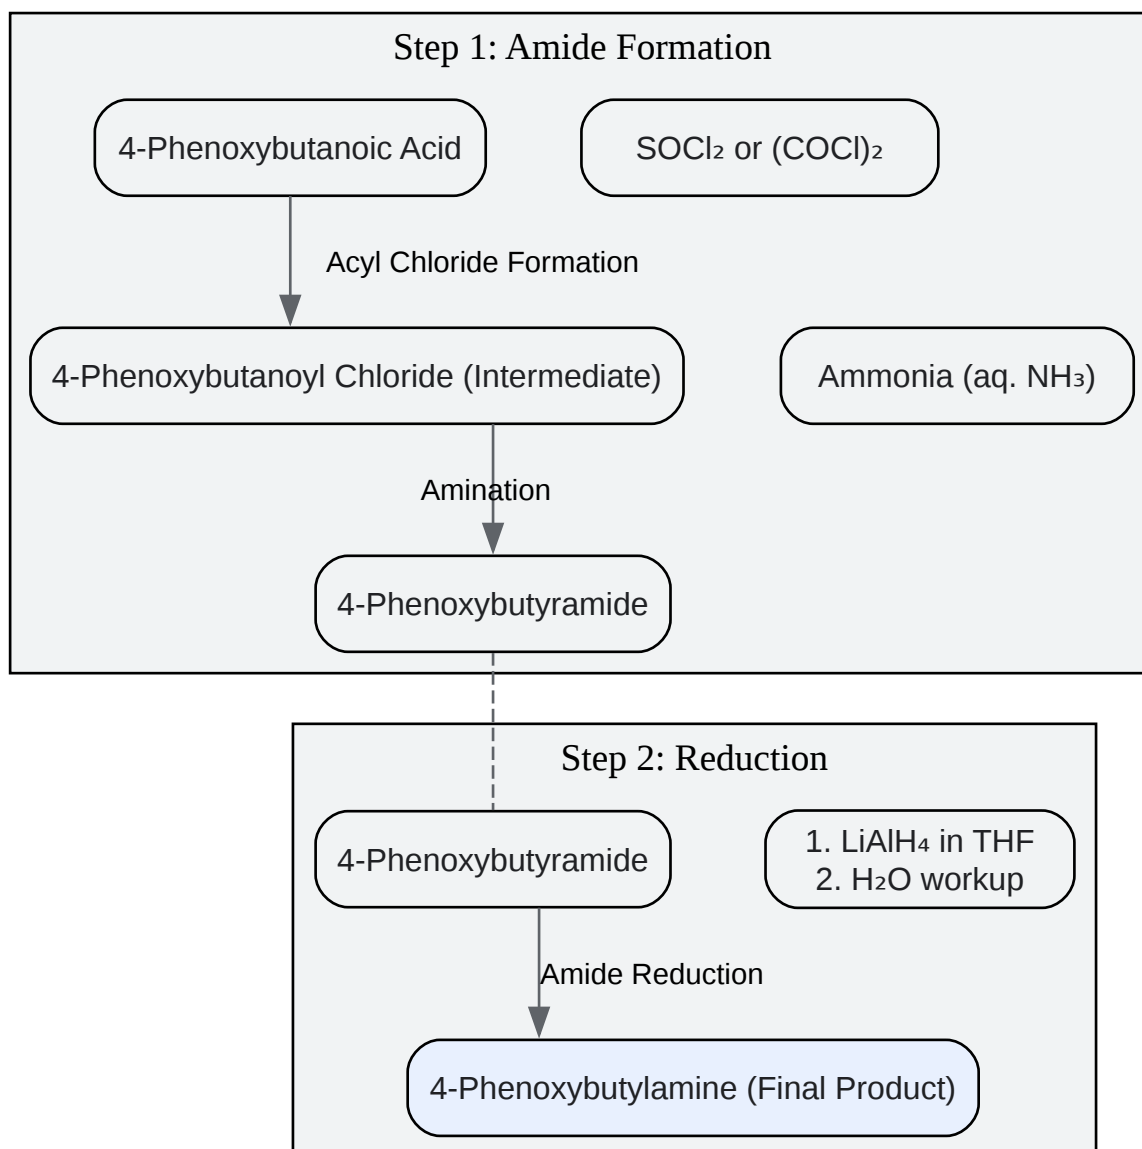 Step 1: Amide Formation
4-Phenoxybutanoic Acid
SOCl₂ or (COCl)₂
Acyl Chloride Formation
4-Phenoxybutanoyl Chloride (Intermediate)
Ammonia (aq. NH₃)
Amination
4-Phenoxybutyramide
Step 2: Reduction
4-Phenoxybutyramide
1. LiAlH₄ in THF
2. H₂O workup
Amide Reduction
4-Phenoxybutylamine (Final Product)